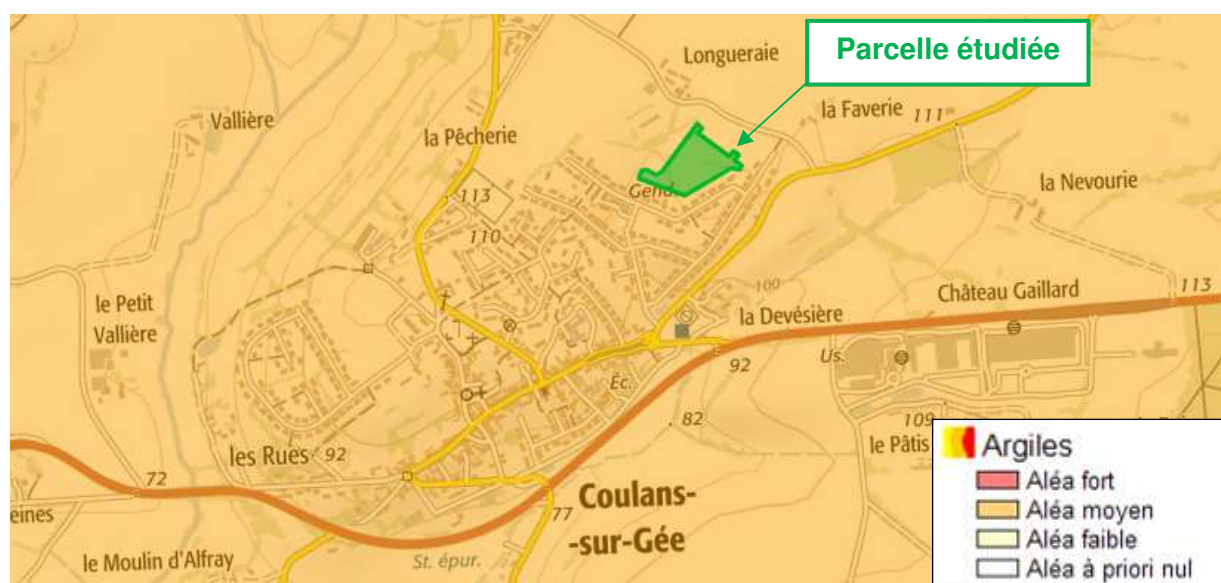 Parcelle étudiée
Longueraie
la Faverie
111
Vallière
la Pêcherie
Gend.
la Nevourie
113
110
Château Gaillard
113
100
le Petit
Vallière
la Devésière
Us.
92
Éc.
82
109
le Pâtis
les Rues
92
72
Coulans-
-sur-Gée
77
eines
le Moulin d'Alfray
St. épur.
Argiles
Aléa fort
Aléa moyen
Aléa faible
Aléa à priori nul